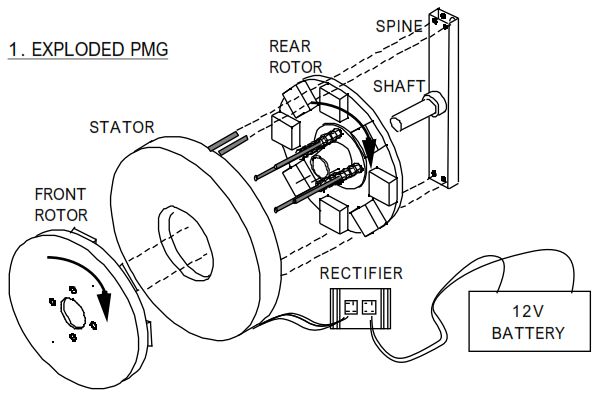 1. EXPLODED PMG
SPINE
REAR
ROTOR
SHAFT
STATOR
FRONT
ROTOR
RECTIFIER
12V
BATTERY